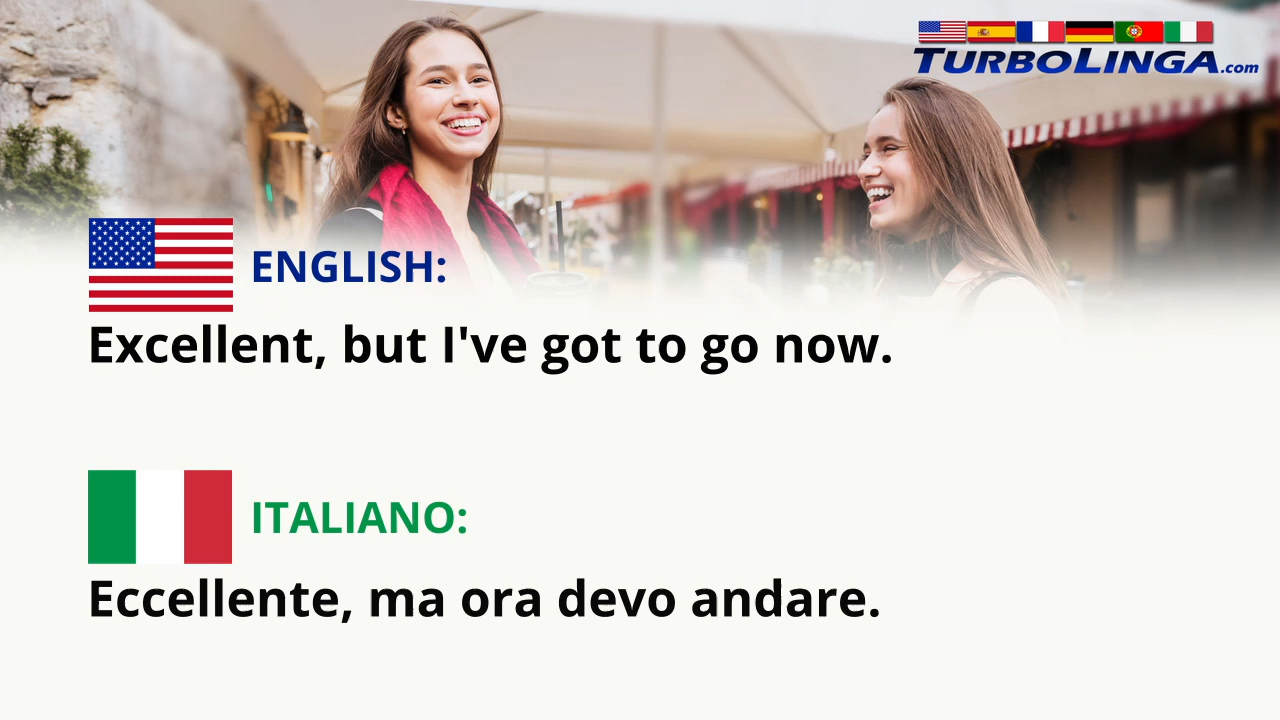 TURBOLINGA.com
ENGLISH:
Excellent, but I've got to go now.
ITALIANO:
Eccellente, ma ora devo andare.